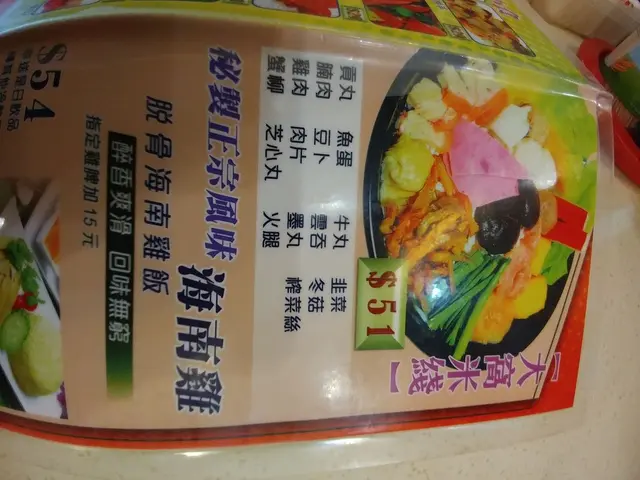 【大窩米线】
$51
貢丸 魚蛋 牛丸 韭菜
腩肉 豆卜 雲吞 冬菇
雞肉 肉片 墨丸 榨菜絲
蟹柳 芝心丸 火腿
秘製正宗風味 海南雞
脫骨海南雞飯
醉香爽滑 回味無窮
指定雞脾加15元
$54